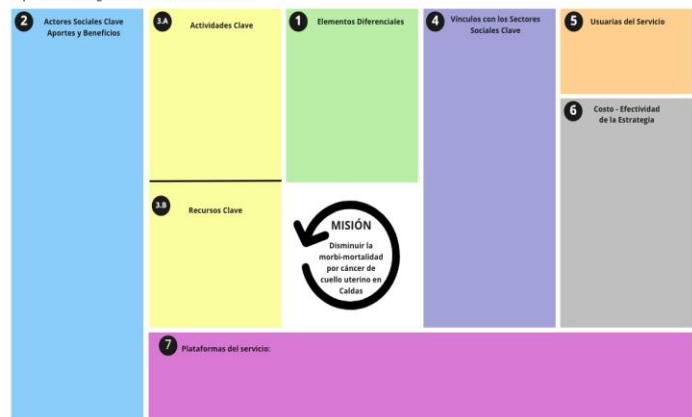 2
Actores Sociales Clave
Aportes y Beneficios
3.A
Actividades Clave
1
Elementos Diferenciales
4
Vínculos con los Sectores
Sociales Clave
5
Usuarias del Servicio
6
Costo - Efectividad
de la Estrategia
3.B
Recursos Clave
MISIÓN
Disminuir la
morbi-mortalidad
por cáncer de
cuello uterino en
Caldas
7
Plataformas del servicio: